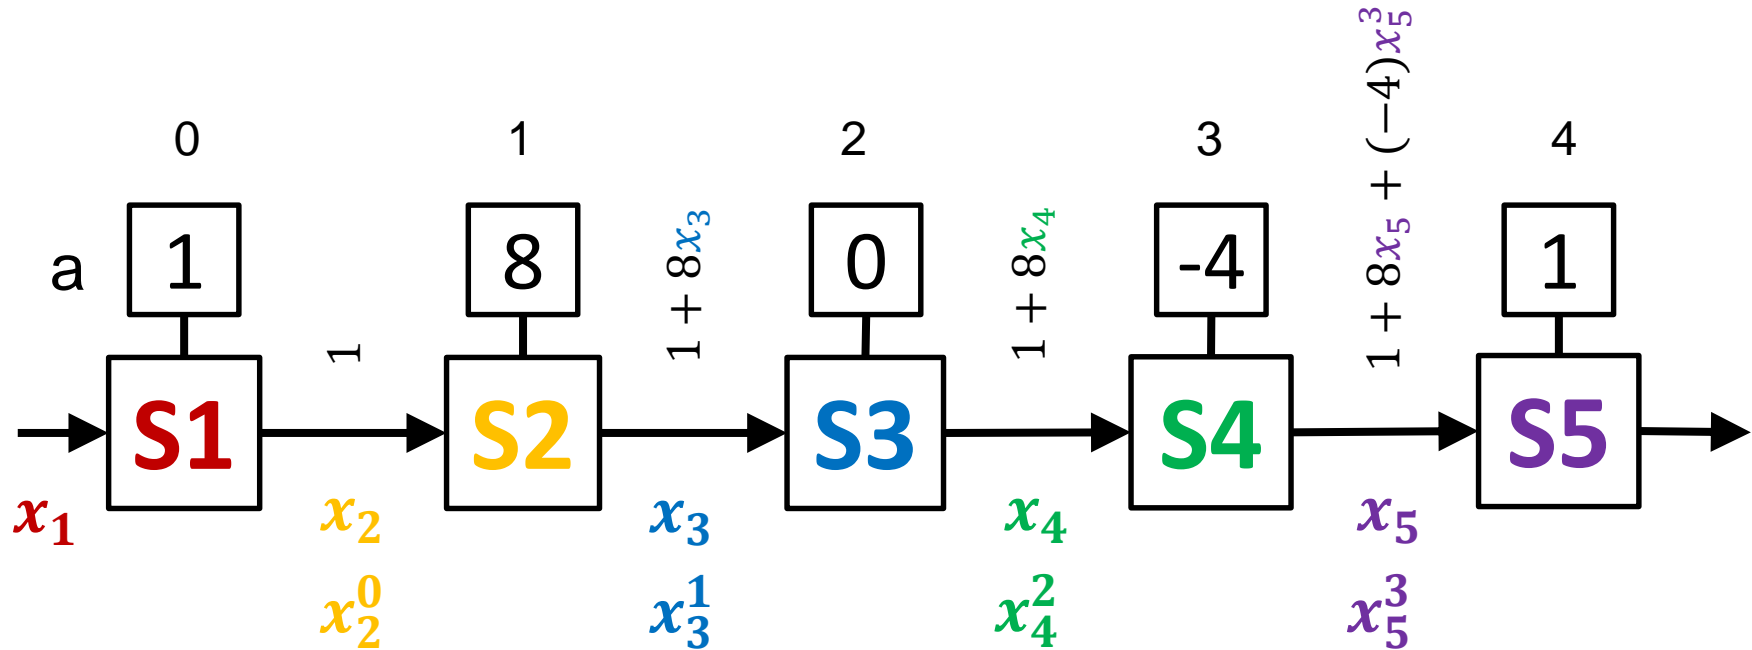 0 1 2 3 4
a 1 8 0 -4 1
1
1 + 8x₃
1 + 8x₄
1 + 8x₅ + (−4)x₅³
S1 S2 S3 S4 S5
x₁ x₂ x₃ x₄ x₅
x₂⁰ x₃¹ x₄² x₅³